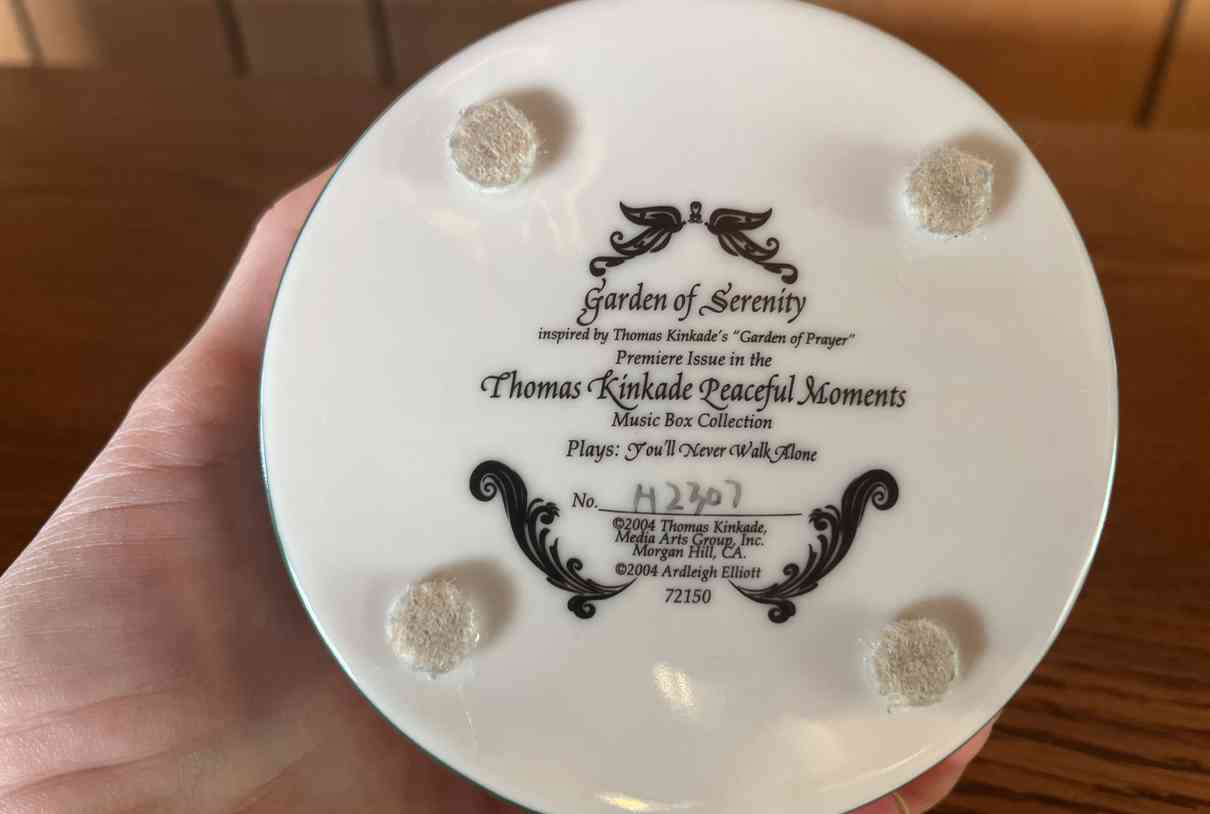 Garden of Serenity
inspired by Thomas Kinkade's "Garden of Prayer"
Premiere Issue in the
Thomas Kinkade Peaceful Moments
Music Box Collection
Plays: You'll Never Walk Alone
No. H2307
©2004 Thomas Kinkade,
Media Arts Group, Inc.
Morgan Hill, CA.
©2004 Ardleigh Elliott
72150